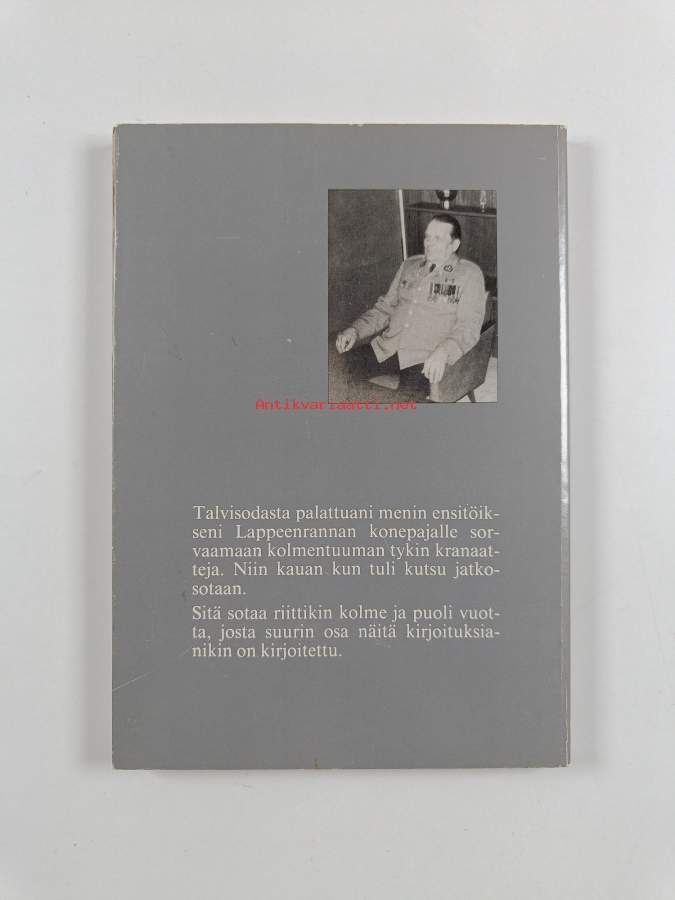 Antikvariaatti.net
Talvisodasta palattuani menin ensitöik-
seni Lappeenrannan konepajalle sor-
vaamaan kolmentuuman tykin kranaat-
teja. Niin kauan kun tuli kutsu jatko-
sotaan.
Sitä sotaa riittikin kolme ja puoli vuot-
ta, josta suurin osa näitä kirjoituksia-
nikin on kirjoitettu.